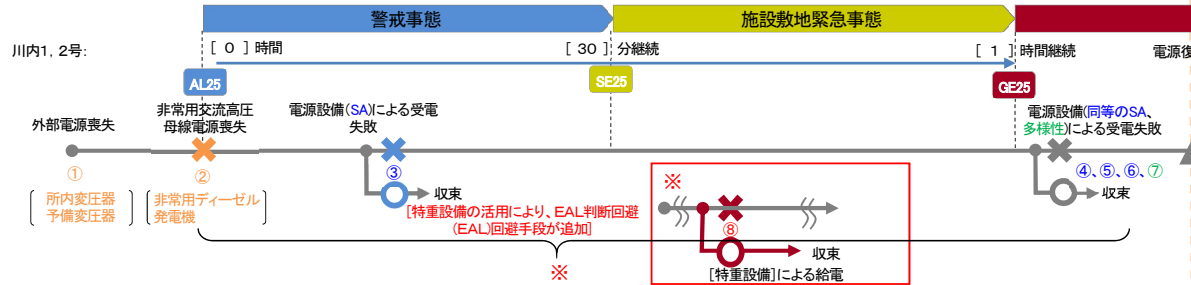 警戒事態
施設敷地緊急事態
川内1, 2号:
[ 0 ] 時間
[ 30 ] 分継続
[ 1 ] 時間継続
電源復
AL25
SE25
GE25
外部電源喪失
非常用交流高圧
母線電源喪失
電源設備(SA)による受電
失敗
電源設備(同等のSA、
多様性)による受電失敗
①
②
③
④、⑤、⑥、⑦
所内変圧器
予備変圧器
非常用ディーゼル
発電機
収束
収束
[特重設備の活用により、EAL判断回避
(EAL)回避手段が追加]
※
※
⑧
収束
[特重設備]による給電